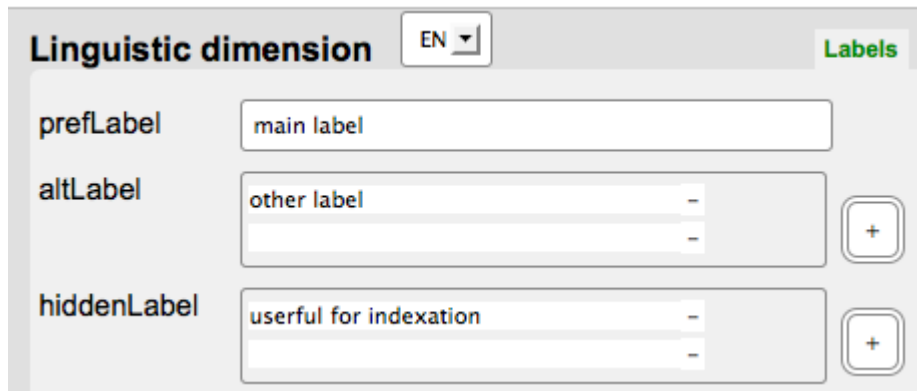 Linguistic dimension EN Labels
prefLabel main label
altLabel other label -
- +
hiddenLabel userful for indexation -
- +